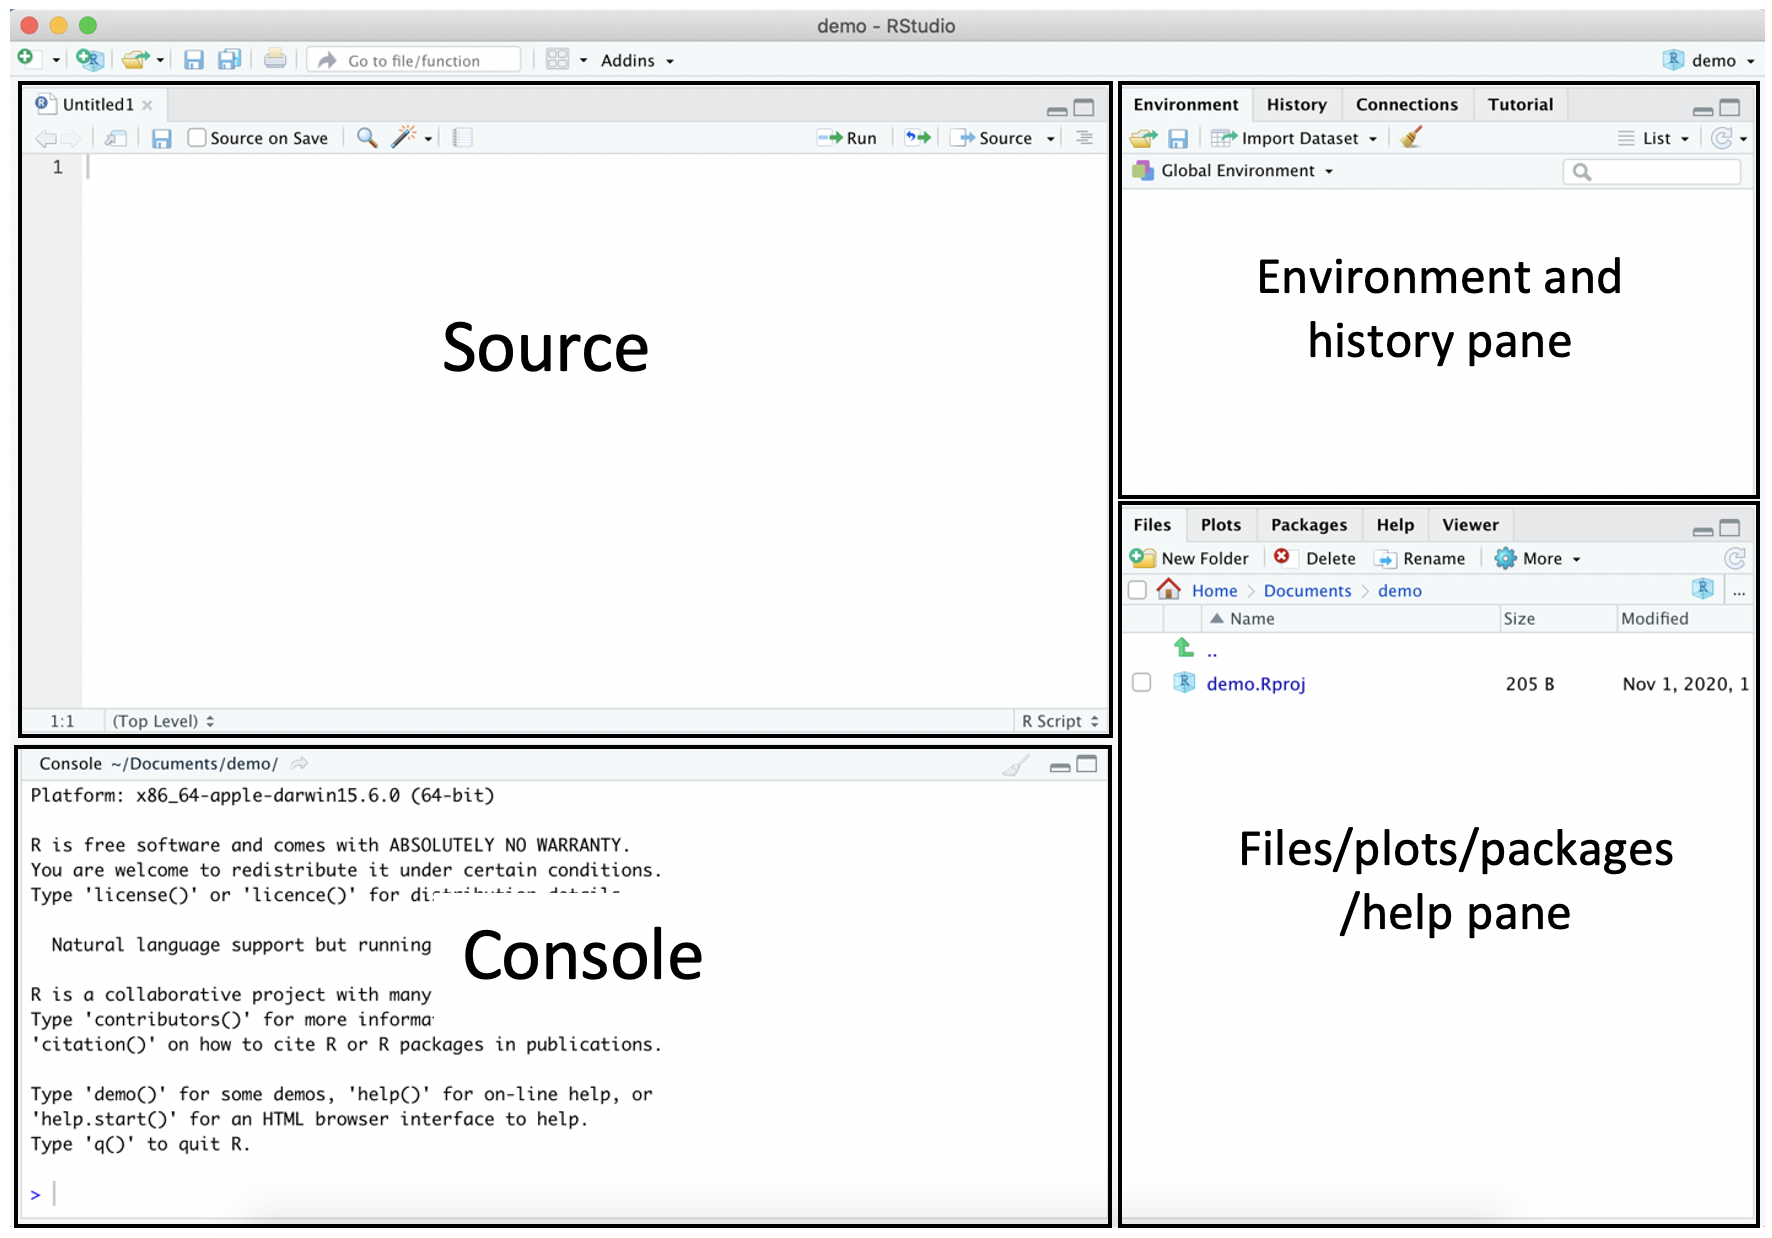 demo - RStudio
Go to file/function
Addins
demo
Untitled1
Source on Save
Run
Source
1
Source
1:1
(Top Level)
R Script
Console ~/Documents/demo/
Platform: x86_64-apple-darwin15.6.0 (64-bit)
R is free software and comes with ABSOLUTELY NO WARRANTY.
You are welcome to redistribute it under certain conditions.
Type 'license()' or 'licence()' for distribution details
Natural language support but running
R is a collaborative project with many
Type 'contributors()' for more informa
'citation()' on how to cite R or R packages in publications.
Type 'demo()' for some demos, 'help()' for on-line help, or
'help.start()' for an HTML browser interface to help.
Type 'q()' to quit R.
>
Console
Environment History Connections Tutorial
Import Dataset
List
Global Environment
Environment and
history pane
Files Plots Packages Help Viewer
New Folder Delete Rename More
Home Documents demo
...
Name Size Modified
..
demo.Rproj 205 B Nov 1, 2020, 1
Files/plots/packages
/help pane